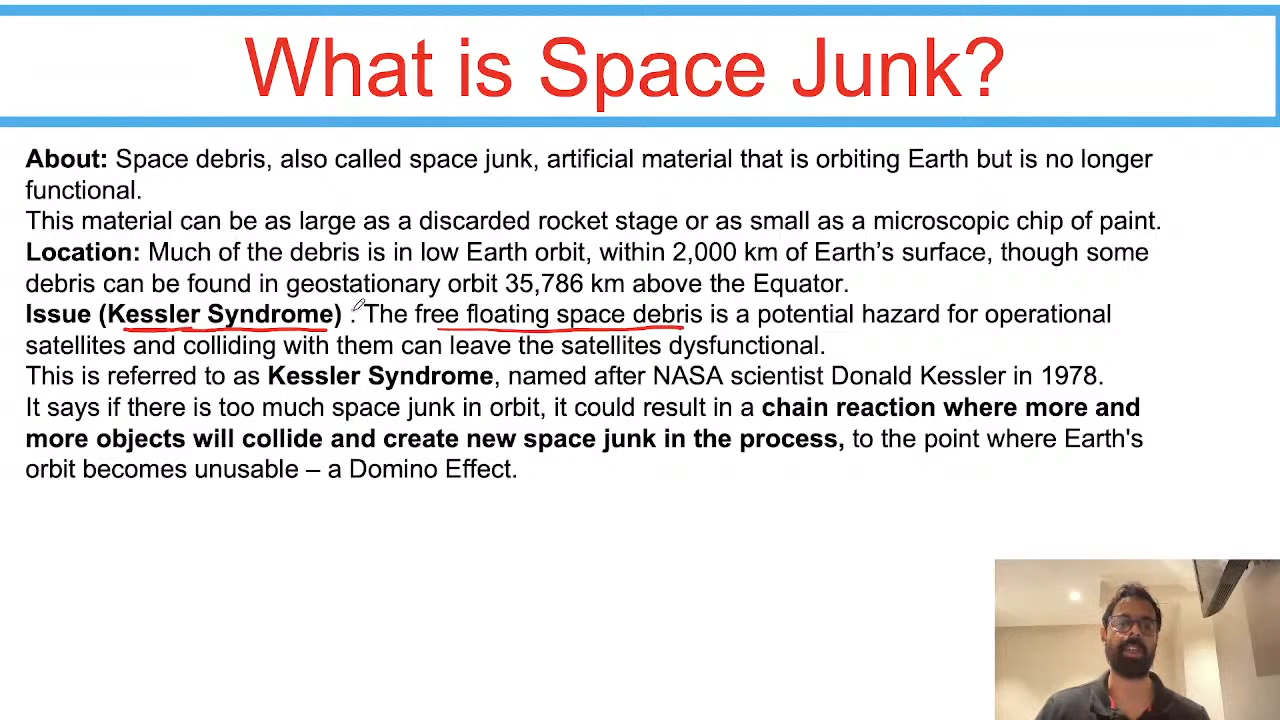 What is Space Junk?
About: Space debris, also called space junk, artificial material that is orbiting Earth but is no longer
functional.
This material can be as large as a discarded rocket stage or as small as a microscopic chip of paint.
Location: Much of the debris is in low Earth orbit, within 2,000 km of Earth’s surface, though some
debris can be found in geostationary orbit 35,786 km above the Equator.
Issue (Kessler Syndrome) : The free floating space debris is a potential hazard for operational
satellites and colliding with them can leave the satellites dysfunctional.
This is referred to as Kessler Syndrome, named after NASA scientist Donald Kessler in 1978.
It says if there is too much space junk in orbit, it could result in a chain reaction where more and
more objects will collide and create new space junk in the process, to the point where Earth's
orbit becomes unusable – a Domino Effect.